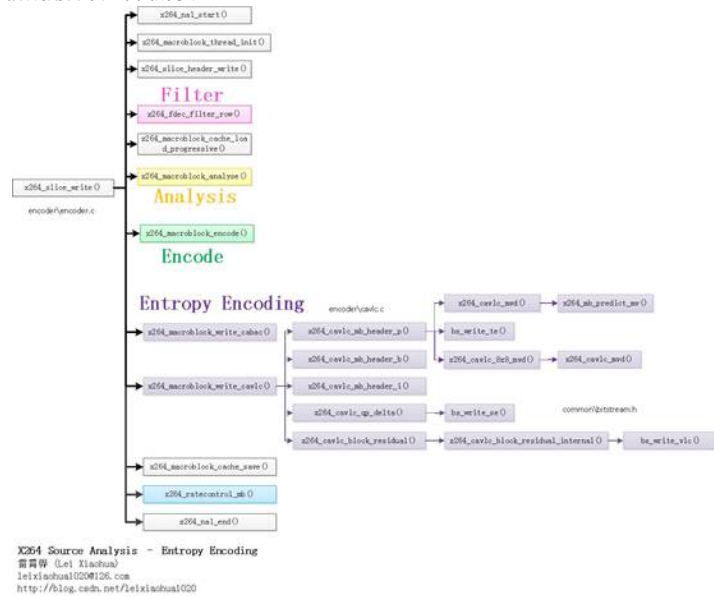 x264_nal_start()
x264_macroblock_thread_init()
x264_slice_header_write()
Filter
x264_fdec_filter_row()
x264_macroblock_cache_loa
d_progressive()
x264_macroblock_analyse()
Analysis
x264_slice_write()
encoder\encoder.c
x264_macroblock_encode()
Encode
Entropy Encoding
encoder\cavlc.c
x264_cavlc_mvd()
x264_mb_predict_mv()
x264_macroblock_write_cabac()
x264_cavlc_mb_header_p()
bs_write_te()
x264_cavlc_mb_header_b()
x264_cavlc_8x8_mvd()
x264_cavlc_mvd()
x264_macroblock_write_cavlc()
x264_cavlc_mb_header_i()
x264_cavlc_qp_delta()
bs_write_se()
common\bitstream.h
x264_cavlc_block_residual()
x264_cavlc_block_residual_internal()
bs_write_vlc()
x264_macroblock_cache_save()
x264_ratecontrol_mb()
x264_nal_end()
X264 Source Analysis - Entropy Encoding
雷霄骅 (Lei Xiaohua)
leixiaohua1020@126.com
http://blog.csdn.net/leixiaohua1020